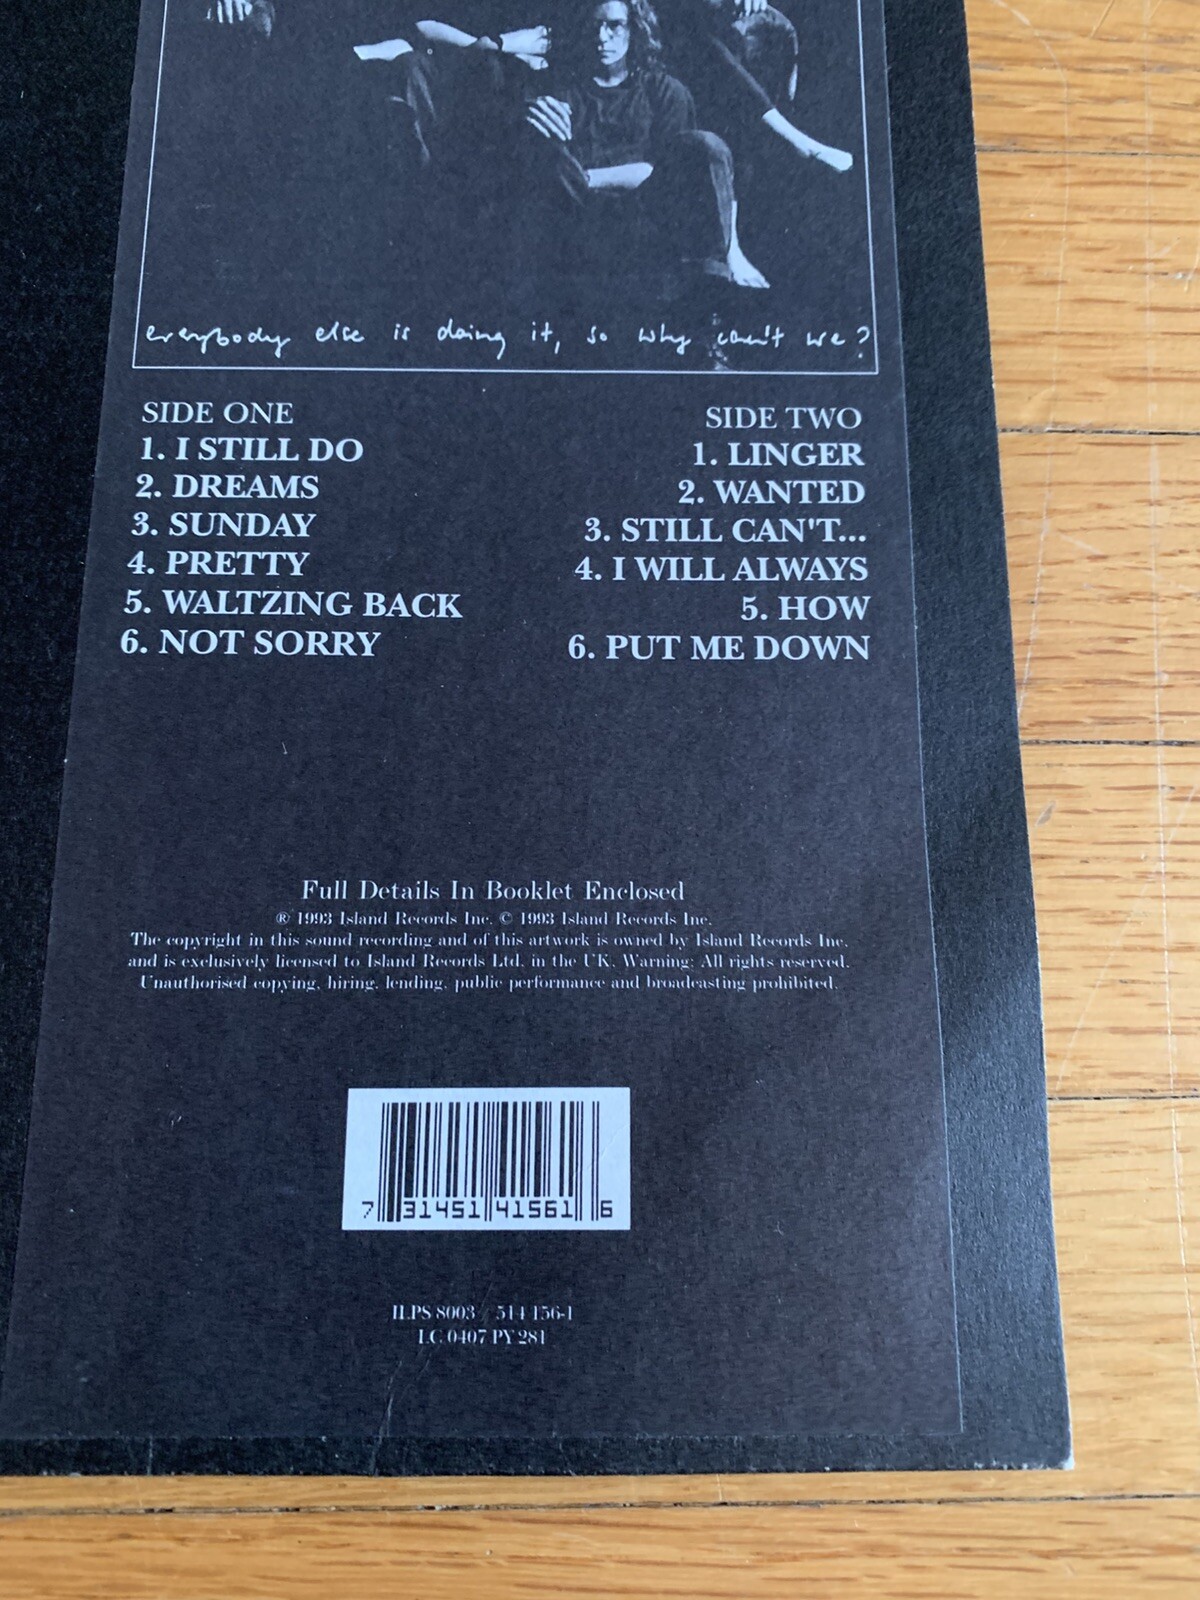 everybody else is doing it, so why can't we?
SIDE ONE
1. I STILL DO
2. DREAMS
3. SUNDAY
4. PRETTY
5. WALTZING BACK
6. NOT SORRY
SIDE TWO
1. LINGER
2. WANTED
3. STILL CAN'T...
4. I WILL ALWAYS
5. HOW
6. PUT ME DOWN
Full Details In Booklet Enclosed
® 1993 Island Records Inc. © 1993 Island Records Inc.
The copyright in this sound recording and of this artwork is owned by Island Records Inc.
and is exclusively licensed to Island Records Ltd. in the UK. Warning: All rights reserved.
Unauthorised copying, hiring, lending, public performance and broadcasting prohibited.
7 31451 41561 6
ILPS 8003 / 514 156-1
LC 0407 PY 281